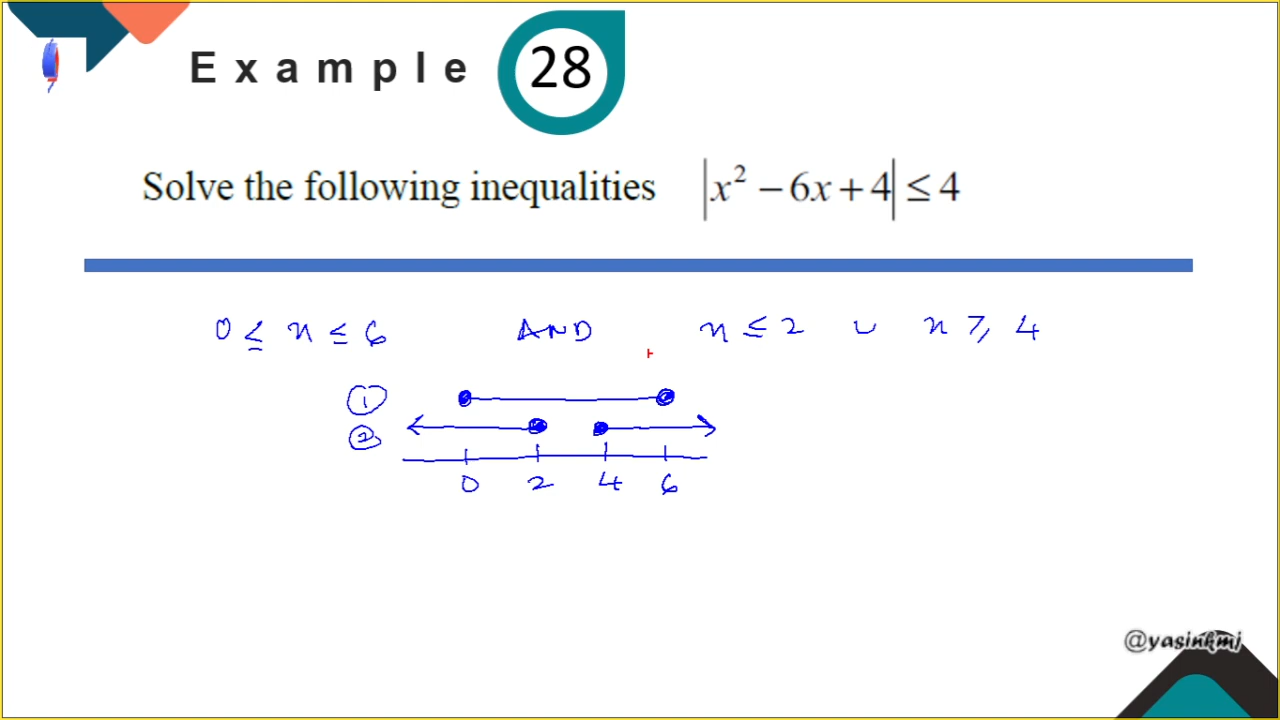 Example 28
Solve the following inequalities |x² − 6x + 4| ≤ 4
0 ≤ x ≤ 6 AND x ≤ 2 ∪ x ≥ 4
①
②
0 2 4 6
@yasinkmj